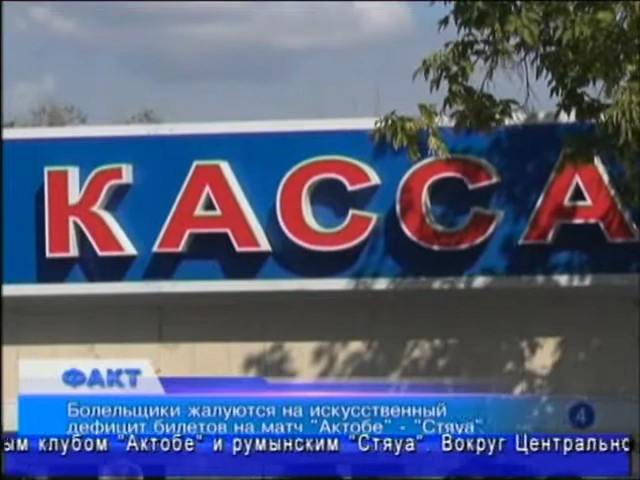 КАССА
ФАКТ
Болельщики жалуются на искусственный
дефицит билетов на матч "Актобе" - "Стяуа"
4
ым клубом "Актобе" и румынским "Стяуа". Вокруг Центрально